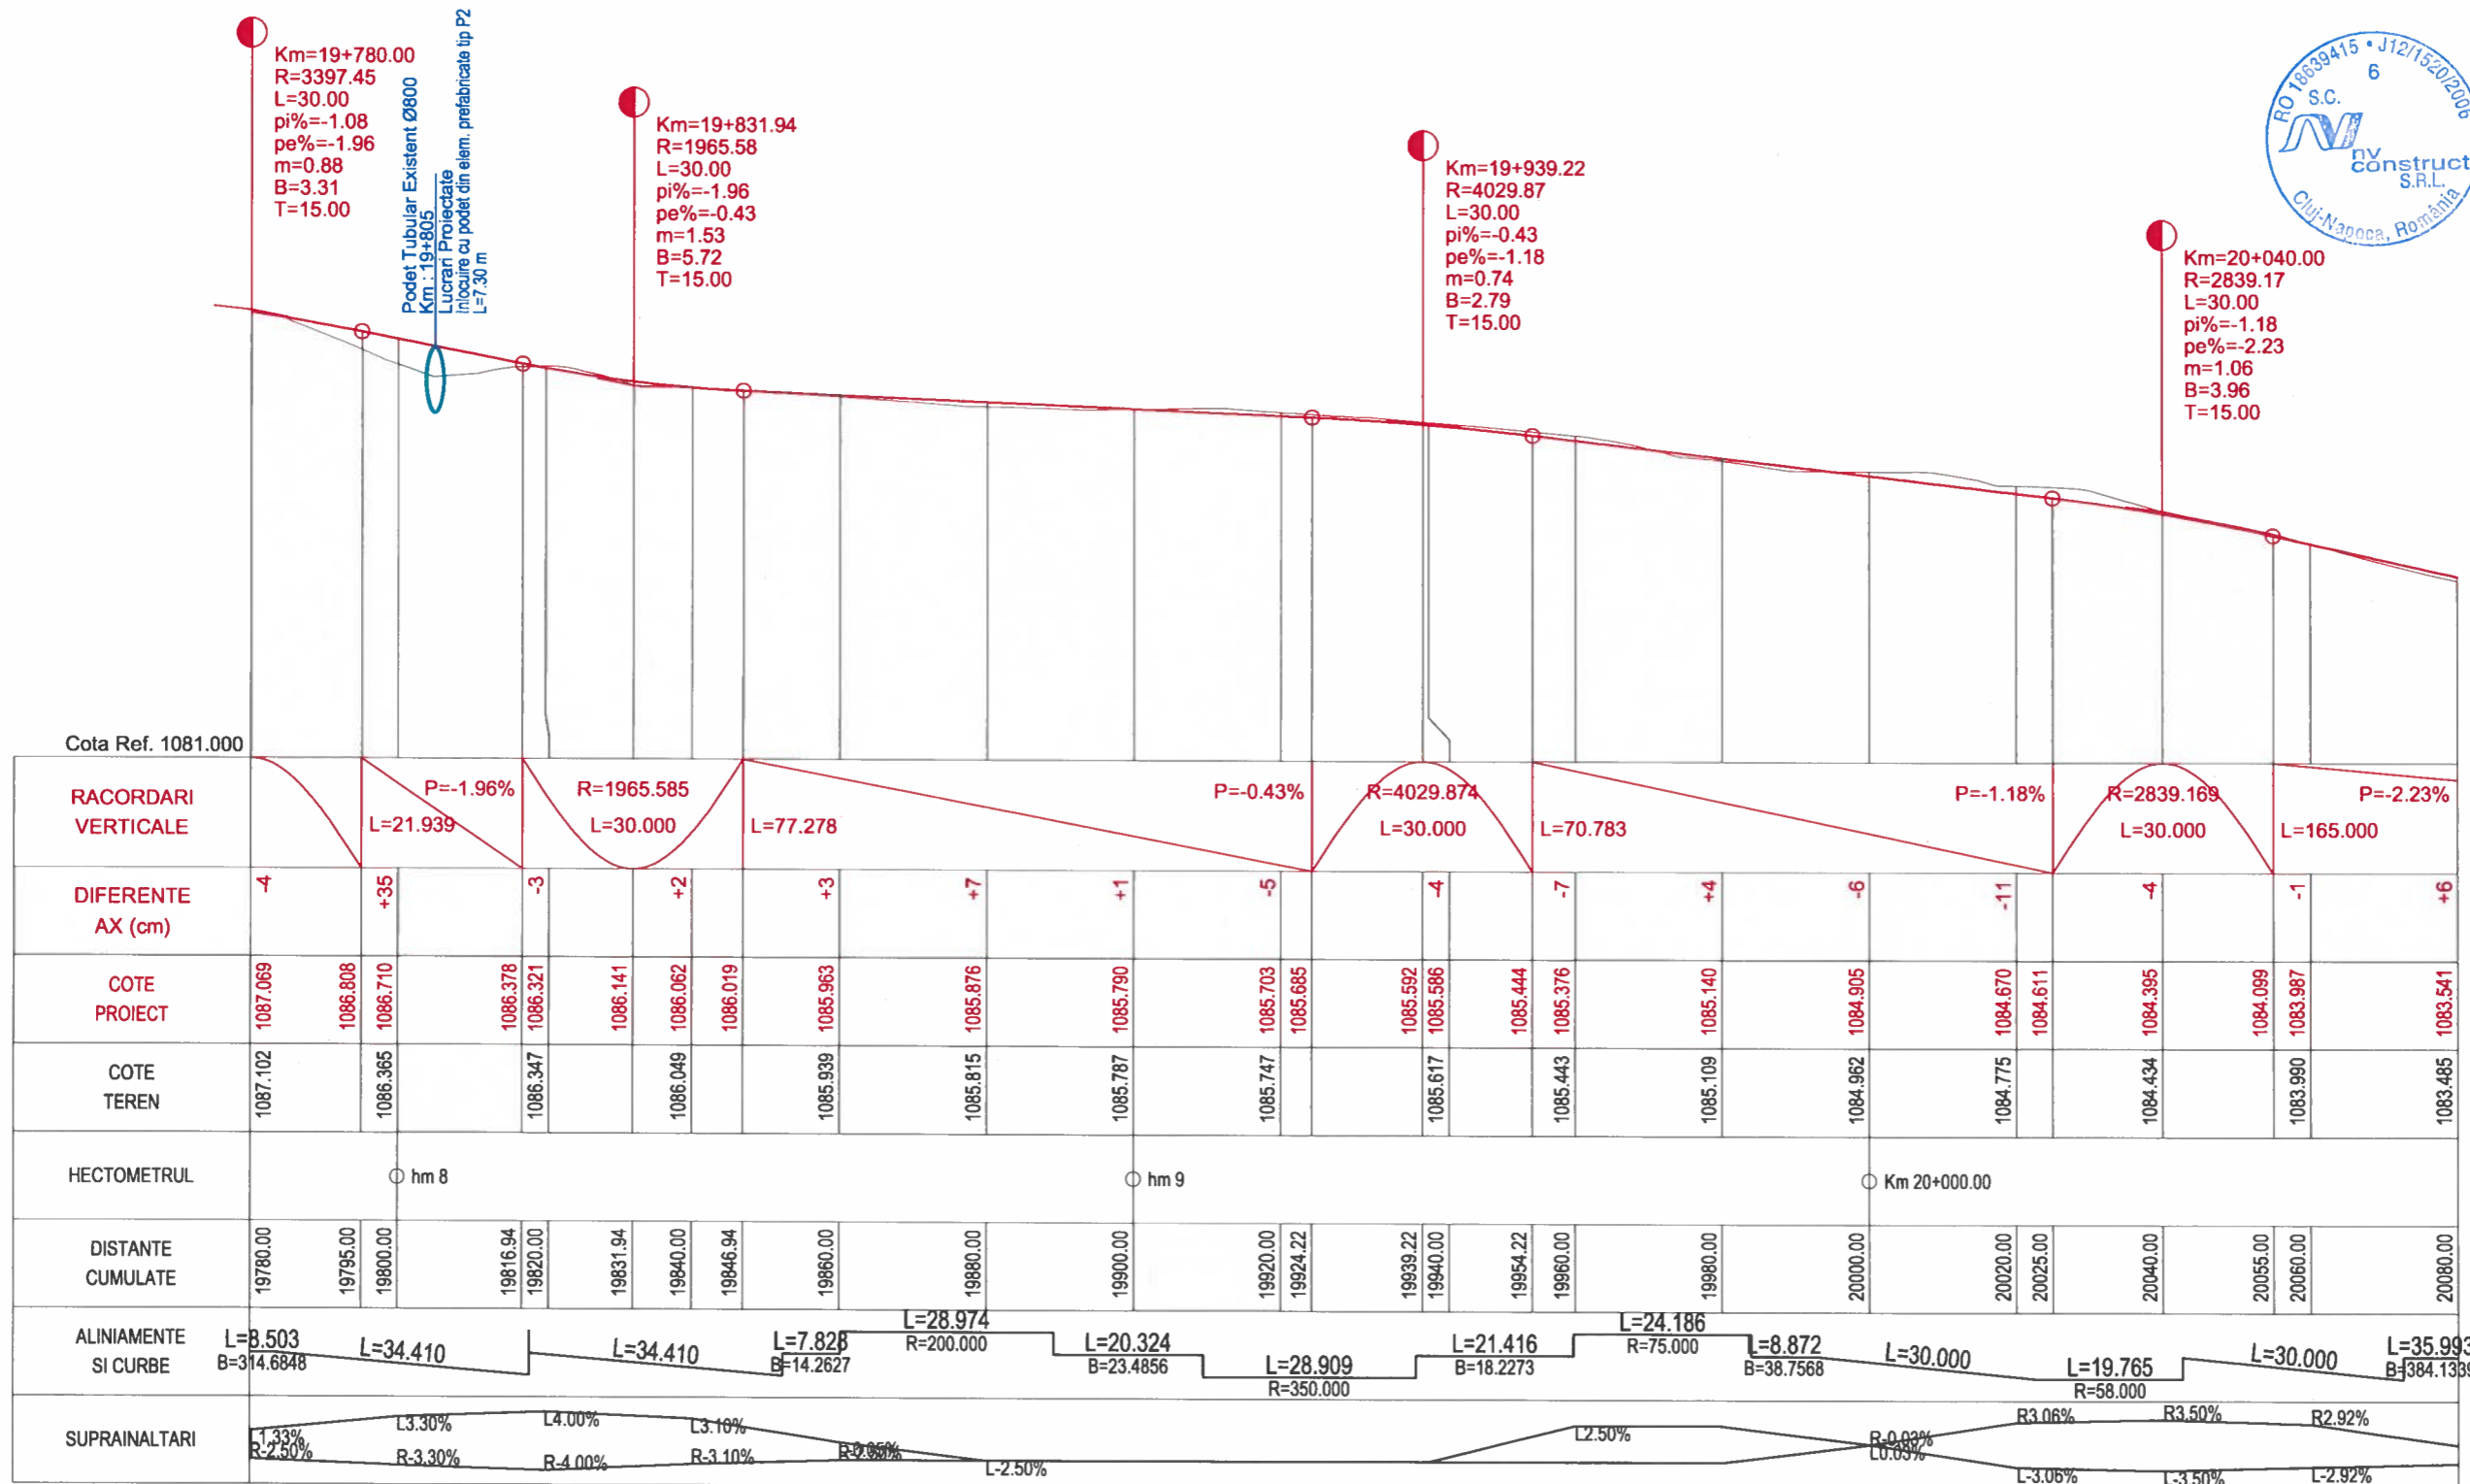 Km=19+780.00
R=3397.45
L=30.00
pi%=-1.08
pe%=-1.96
m=0.88
B=3.31
T=15.00
Podet Tubular Existent Ø800
Km : 19+805
Lucrari Proiectate
Inlocuire cu podet din elem. prefabricate tip P2
L=7.30 m
Km=19+831.94
R=1965.58
L=30.00
pi%=-1.96
pe%=-0.43
m=1.53
B=5.72
T=15.00
Km=19+939.22
R=4029.87
L=30.00
pi%=-0.43
pe%=-1.18
m=0.74
B=2.79
T=15.00
Km=20+040.00
R=2839.17
L=30.00
pi%=-1.18
pe%=-2.23
m=1.06
B=3.96
T=15.00
RO 18639415 • J12/1520/2006
6
S.C.
nv
construct
S.R.L.
Cluj-Napoca, România
Cota Ref. 1081.000
RACORDARI
VERTICALE
P=-1.96%
L=21.939
R=1965.585
L=30.000
L=77.278
P=-0.43%
R=4029.874
L=30.000
L=70.783
P=-1.18%
R=2839.169
L=30.000
L=165.000
P=-2.23%
DIFERENTE
AX (cm)
-4 +35 -3 +2 +3 +7 +1 -5 -4 -7 +4 -6 -11 -4 -1 +6
COTE
PROIECT
1087.069 1086.808 1086.710 1086.378 1086.321 1086.141 1086.062 1086.019 1085.963 1085.876 1085.790 1085.703 1085.685 1085.592 1085.586 1085.444 1085.376 1085.140 1084.905 1084.670 1084.611 1084.395 1084.099 1083.987 1083.541
COTE
TEREN
1087.102 1086.365 1086.347 1086.049 1085.939 1085.815 1085.787 1085.747 1085.617 1085.443 1085.109 1084.962 1084.775 1084.434 1083.990 1083.485
HECTOMETRUL
hm 8
hm 9
Km 20+000.00
DISTANTE
CUMULATE
19780.00 19795.00 19800.00 19816.94 19820.00 19831.94 19840.00 19846.94 19860.00 19880.00 19900.00 19920.00 19924.22 19939.22 19940.00 19954.22 19960.00 19980.00 20000.00 20020.00 20025.00 20040.00 20055.00 20060.00 20080.00
ALINIAMENTE
SI CURBE
L=8.503
B=314.6848
L=34.410
L=34.410
L=7.828
B=14.2627
L=28.974
R=200.000
L=20.324
B=23.4856
L=28.909
R=350.000
L=21.416
B=18.2273
L=24.186
R=75.000
L=8.872
B=38.7568
L=30.000
L=19.765
R=58.000
L=30.000
L=35.993
B=384.1339
SUPRAINALTARI
L1.33%
R-2.50%
L3.30%
R-3.30%
L4.00%
R-4.00%
L3.10%
R-3.10%
L-2.50%
L2.50%
R-0.03%
L0.03%
R3.06%
L-3.06%
R3.50%
L-3.50%
R2.92%
L-2.92%